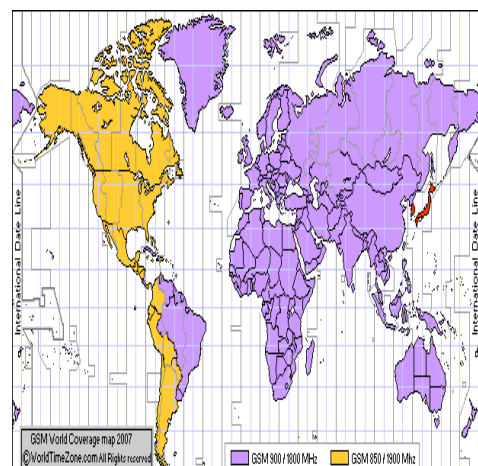 International Date Line
International Date Line
GSM World Coverage map 2007
©WorldTimeZone.com All Rights reserved
GSM 900 / 1800 MHz
GSM 850 / 1900 Mhz